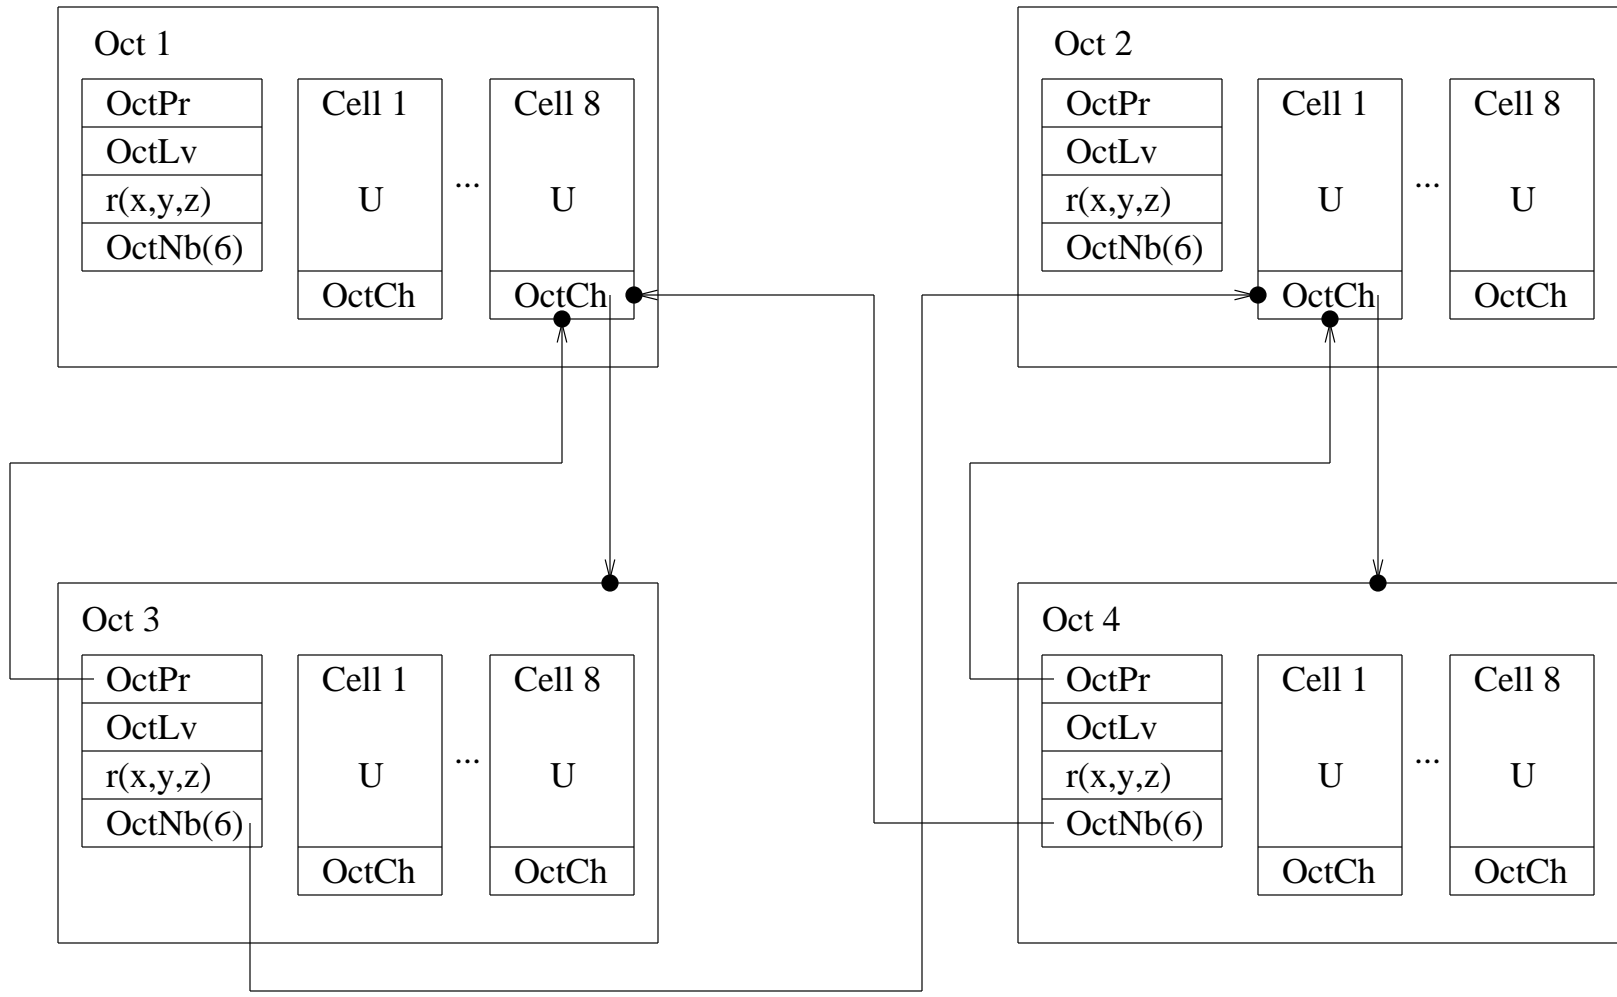 Oct 1
OctPr
OctLv
r(x,y,z)
OctNb(6)
Cell 1
U
OctCh
...
Cell 8
U
OctCh
Oct 2
OctPr
OctLv
r(x,y,z)
OctNb(6)
Cell 1
U
OctCh
...
Cell 8
U
OctCh
Oct 3
OctPr
OctLv
r(x,y,z)
OctNb(6)
Cell 1
U
OctCh
...
Cell 8
U
OctCh
Oct 4
OctPr
OctLv
r(x,y,z)
OctNb(6)
Cell 1
U
OctCh
...
Cell 8
U
OctCh